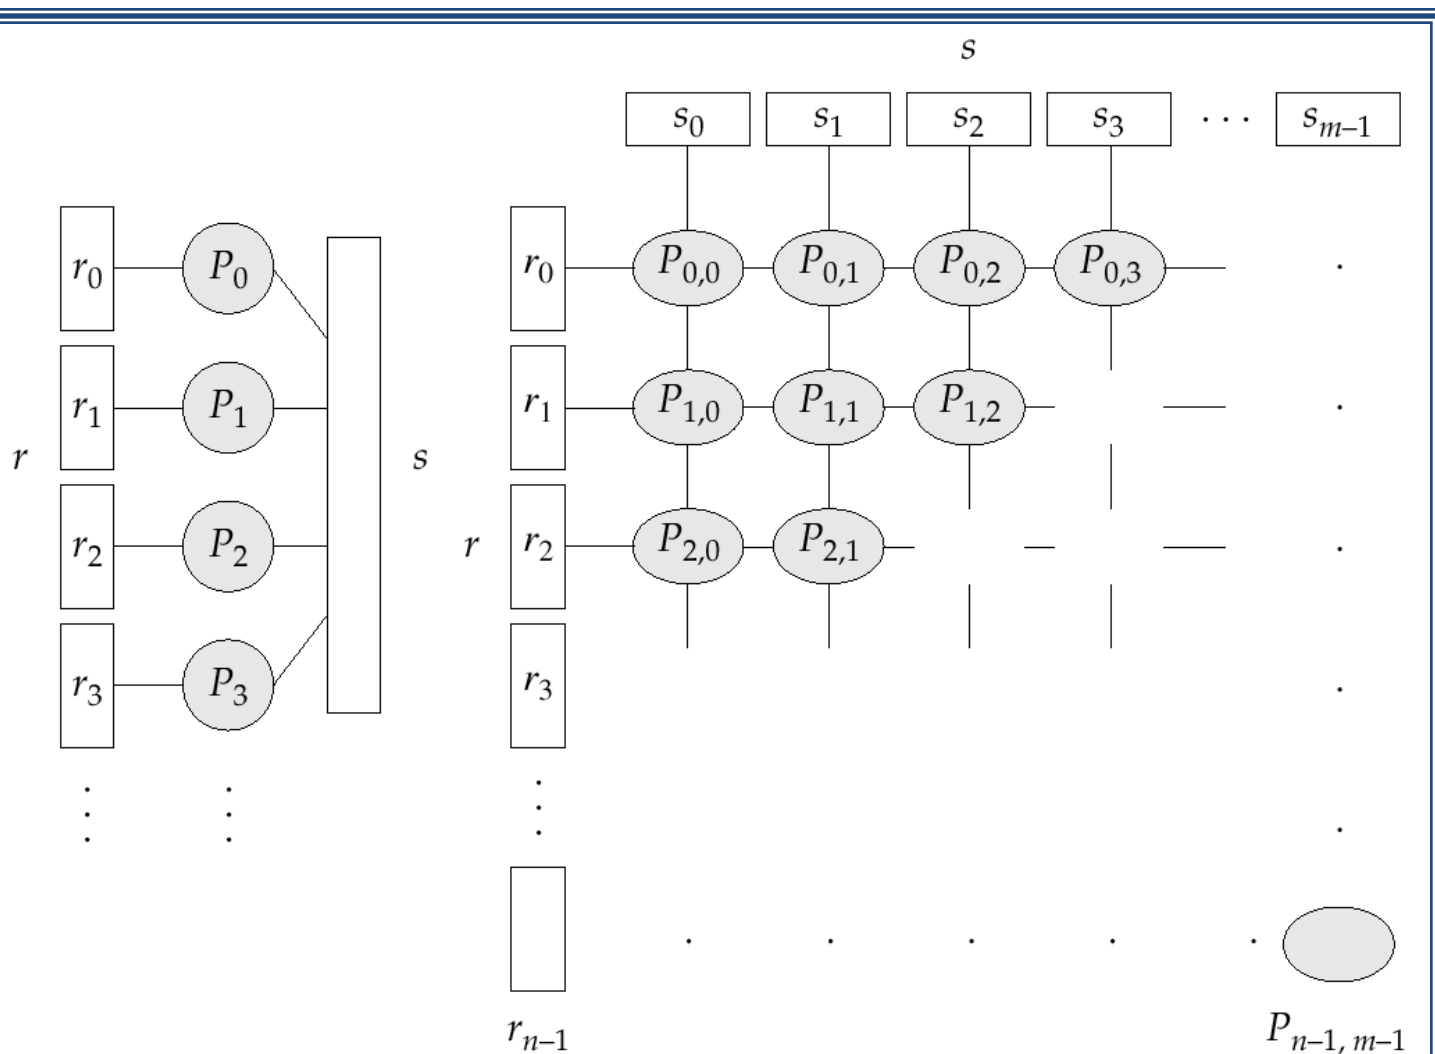 s
s0 s1 s2 s3 · · · sm–1
r0 P0 r0 P0,0 P0,1 P0,2 P0,3
r1 P1 r1 P1,0 P1,1 P1,2
r s
r2 P2 r r2 P2,0 P2,1
r3 P3 r3
rn–1 Pn–1, m–1